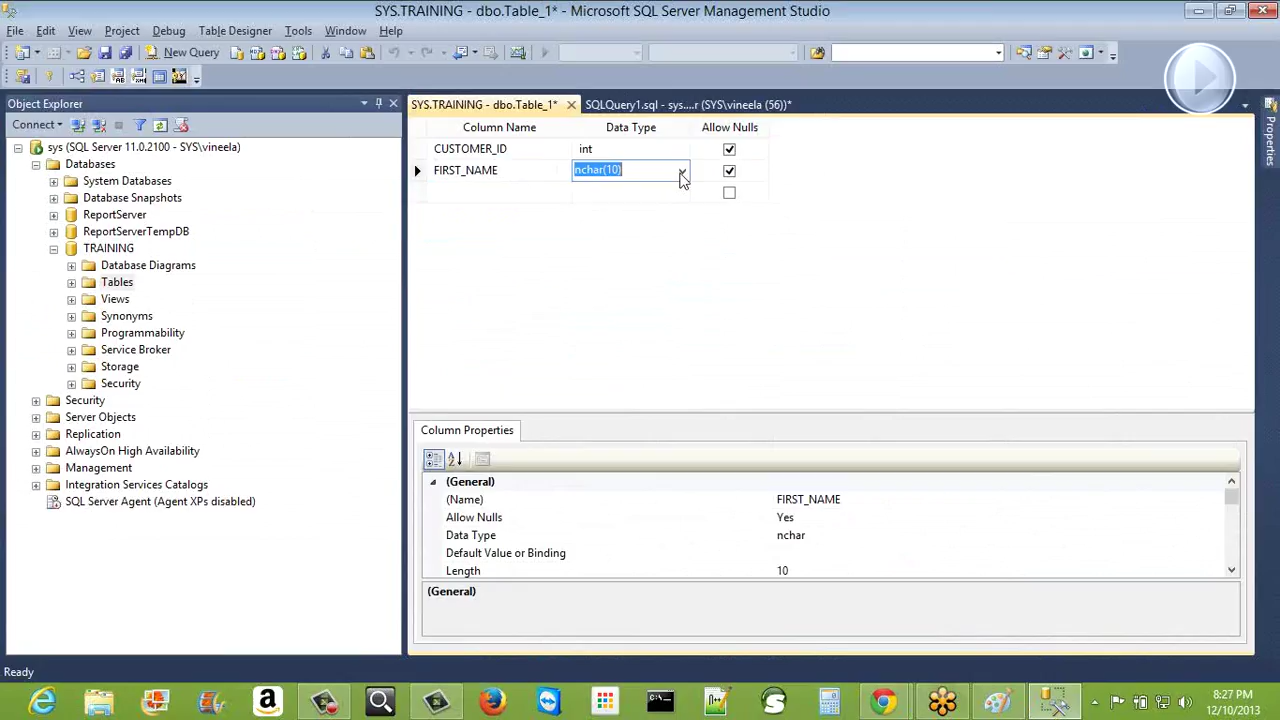 SYS.TRAINING - dbo.Table_1* - Microsoft SQL Server Management Studio
File Edit View Project Debug Table Designer Tools Window Help
New Query
Object Explorer
SYS.TRAINING - dbo.Table_1*
SQLQuery1.sql - sys....r (SYS\vineela (56))*
Properties
Connect
Column Name Data Type Allow Nulls
CUSTOMER_ID int
FIRST_NAME nchar(10)
sys (SQL Server 11.0.2100 - SYS\vineela)
Databases
System Databases
Database Snapshots
ReportServer
ReportServerTempDB
TRAINING
Database Diagrams
Tables
Views
Synonyms
Programmability
Service Broker
Storage
Security
Security
Server Objects
Replication
AlwaysOn High Availability
Management
Integration Services Catalogs
SQL Server Agent (Agent XPs disabled)
Column Properties
(General)
(Name) FIRST_NAME
Allow Nulls Yes
Data Type nchar
Default Value or Binding
Length 10
(General)
Ready
8:27 PM
12/10/2013